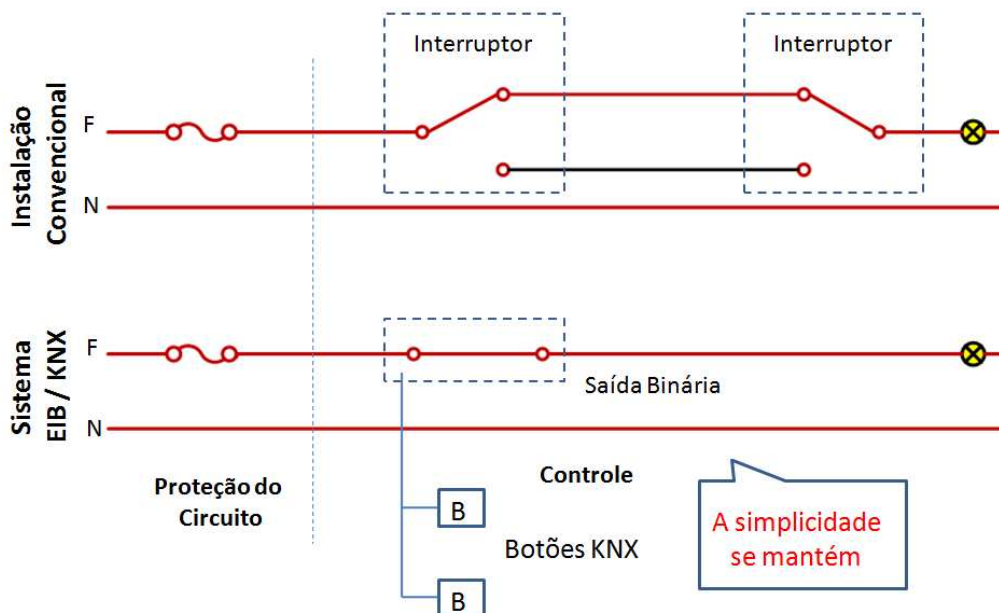 Interruptor
Interruptor
Instalação
Convencional
F
N
Sistema
EIB / KNX
F
Saída Binária
N
Proteção do
Circuito
Controle
B
Botões KNX
B
A simplicidade
se mantém